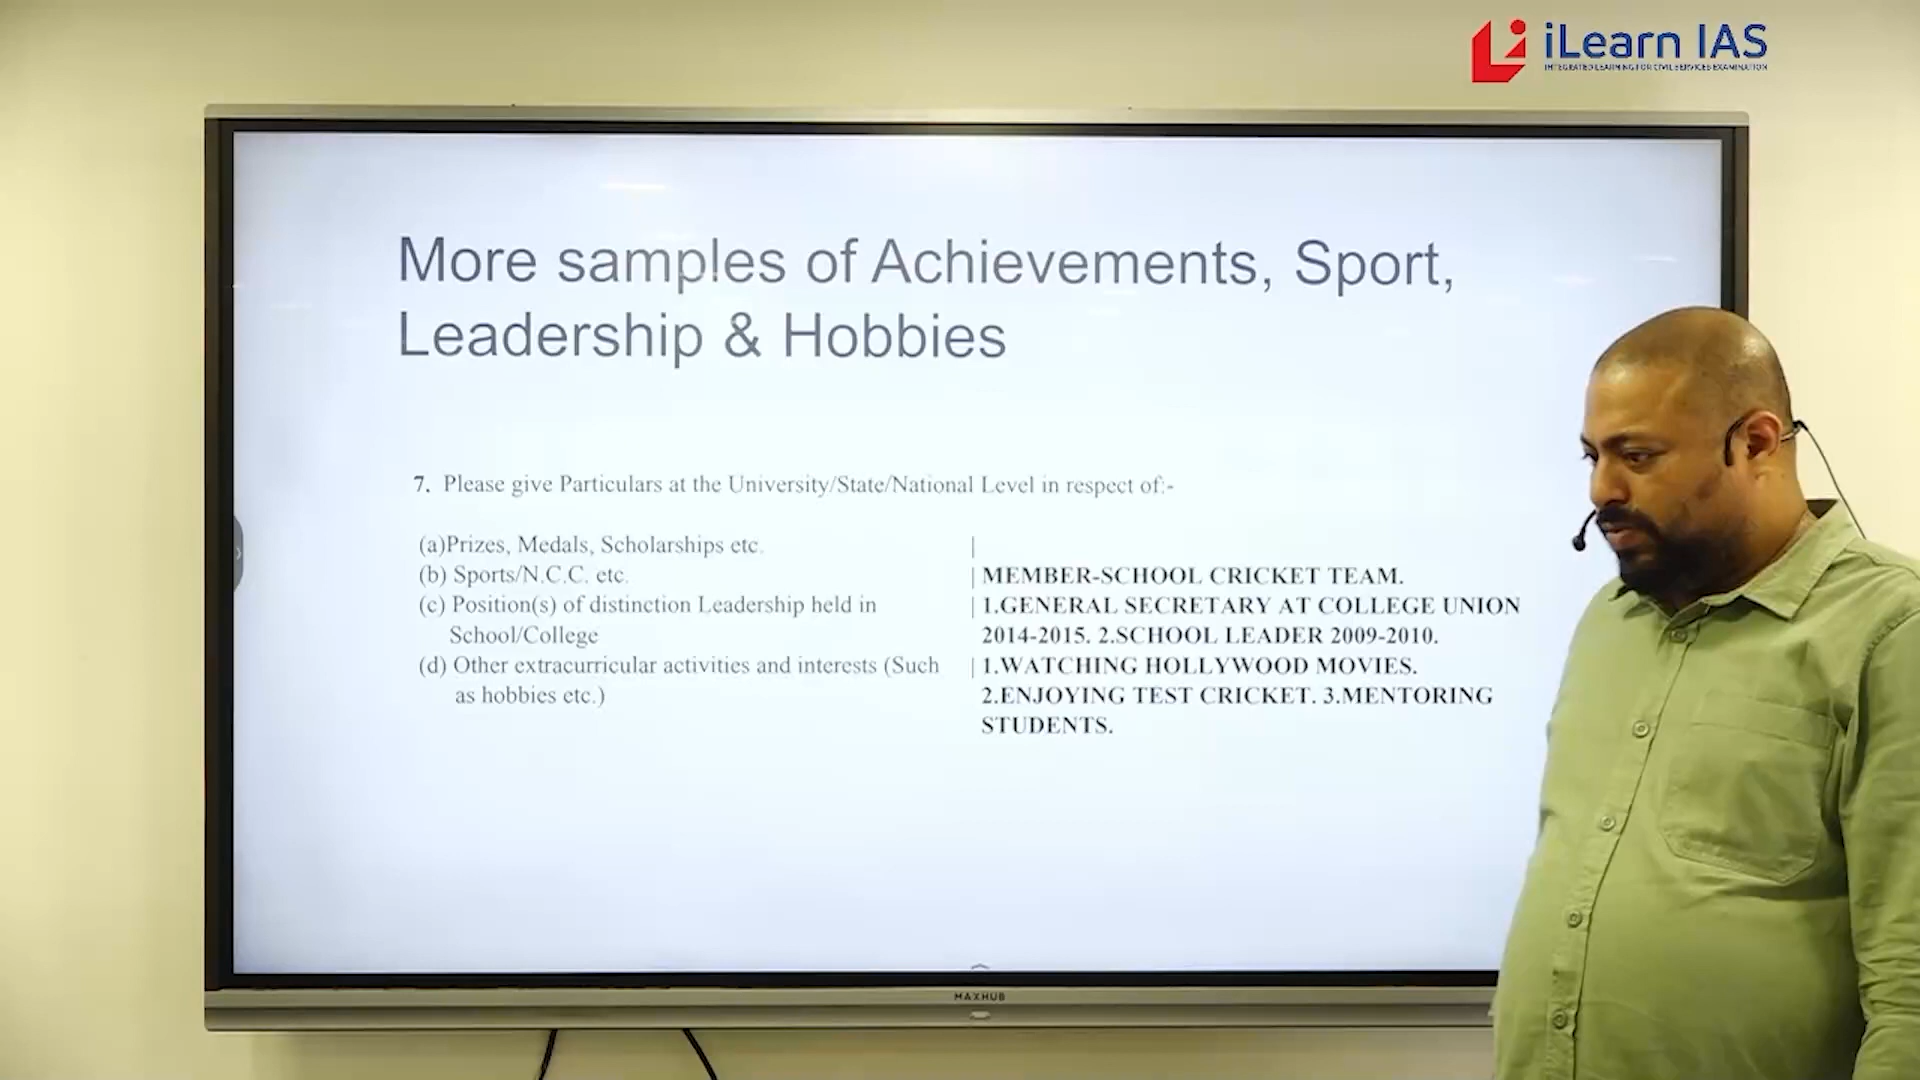 iLearn IAS
INTEGRATED LEARNING FOR CIVIL SERVICES EXAMINATION
More samples of Achievements, Sport,
Leadership & Hobbies
7. Please give Particulars at the University/State/National Level in respect of:-
(a)Prizes, Medals, Scholarships etc. |
(b) Sports/N.C.C. etc. | MEMBER-SCHOOL CRICKET TEAM.
(c) Position(s) of distinction Leadership held in | 1.GENERAL SECRETARY AT COLLEGE UNION
School/College 2014-2015. 2.SCHOOL LEADER 2009-2010.
(d) Other extracurricular activities and interests (Such | 1.WATCHING HOLLYWOOD MOVIES.
as hobbies etc.) 2.ENJOYING TEST CRICKET. 3.MENTORING
STUDENTS.
MAXHUB